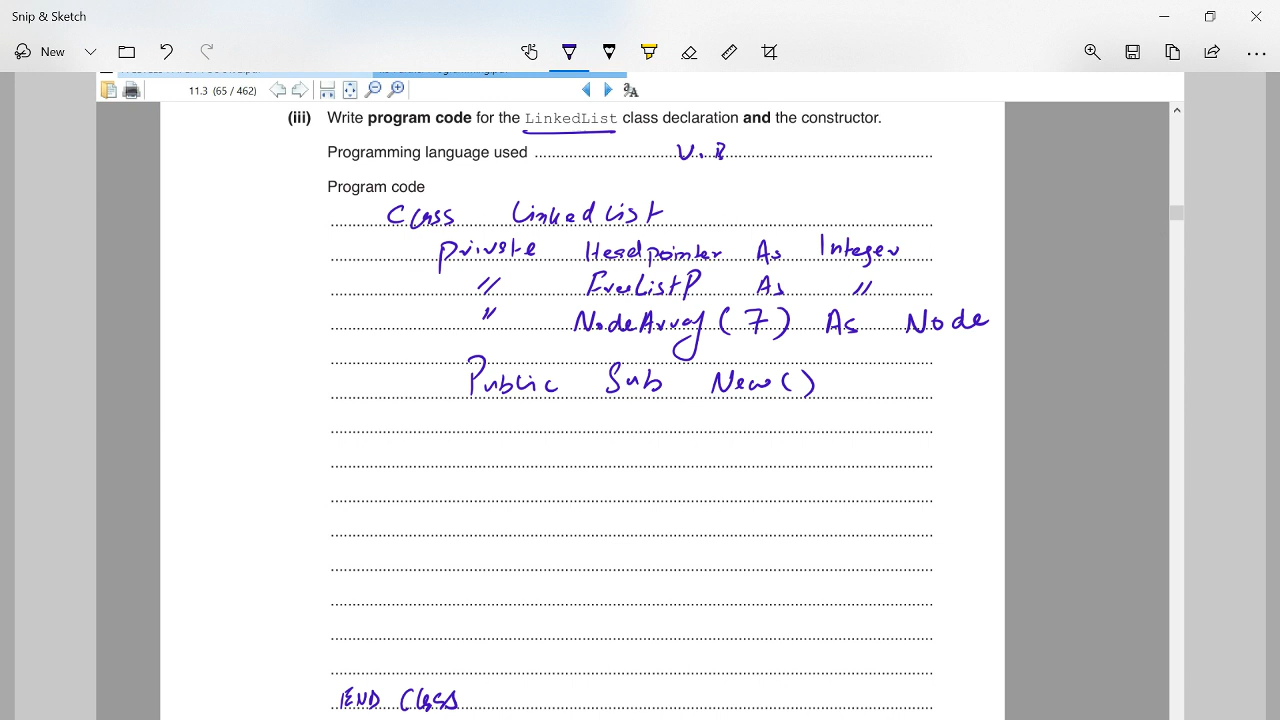 Snip & Sketch
New
11.3 (65 / 462)
(iii) Write program code for the LinkedList class declaration and the constructor.
Programming language used V.B
Program code
Class LinkedList
private Headpointer As Integer
" FreeListP As "
" NodeArray(7) As Node
Public Sub New()
END Class